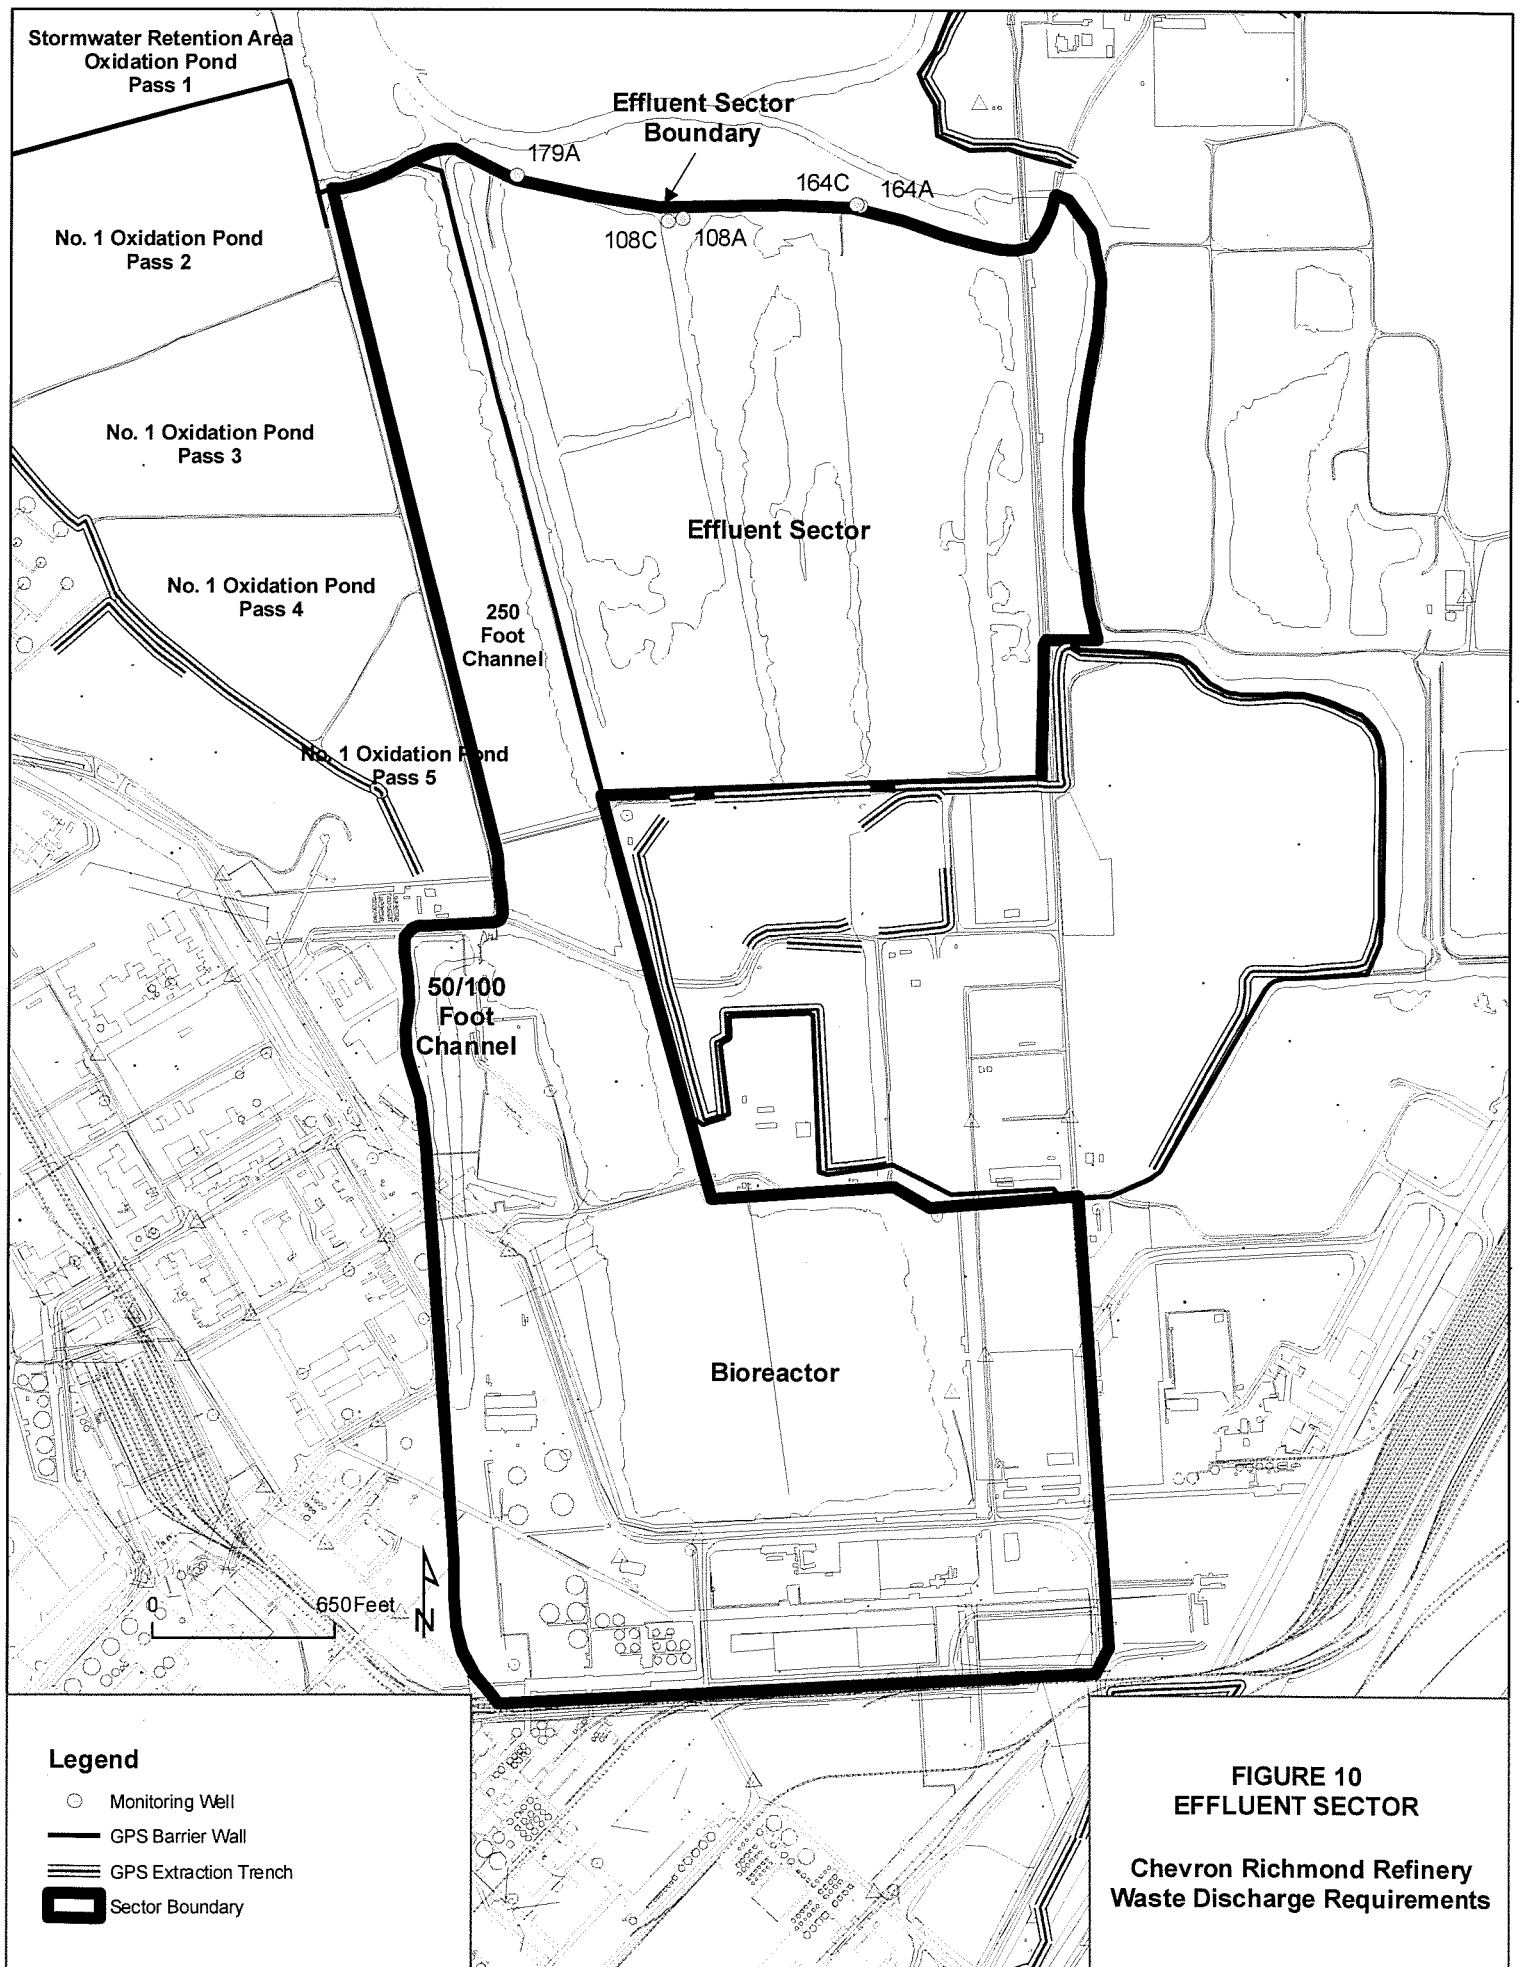 Stormwater Retention Area
Oxidation Pond
Pass 1
Effluent Sector
Boundary
179A
164C
164A
108C
108A
No. 1 Oxidation Pond
Pass 2
No. 1 Oxidation Pond
Pass 3
Effluent Sector
No. 1 Oxidation Pond
Pass 4
250
Foot
Channel
No. 1 Oxidation Pond
Pass 5
50/100
Foot
Channel
Bioreactor
0
650 Feet
N
Legend
Monitoring Well
GPS Barrier Wall
GPS Extraction Trench
Sector Boundary
FIGURE 10
EFFLUENT SECTOR
Chevron Richmond Refinery
Waste Discharge Requirements